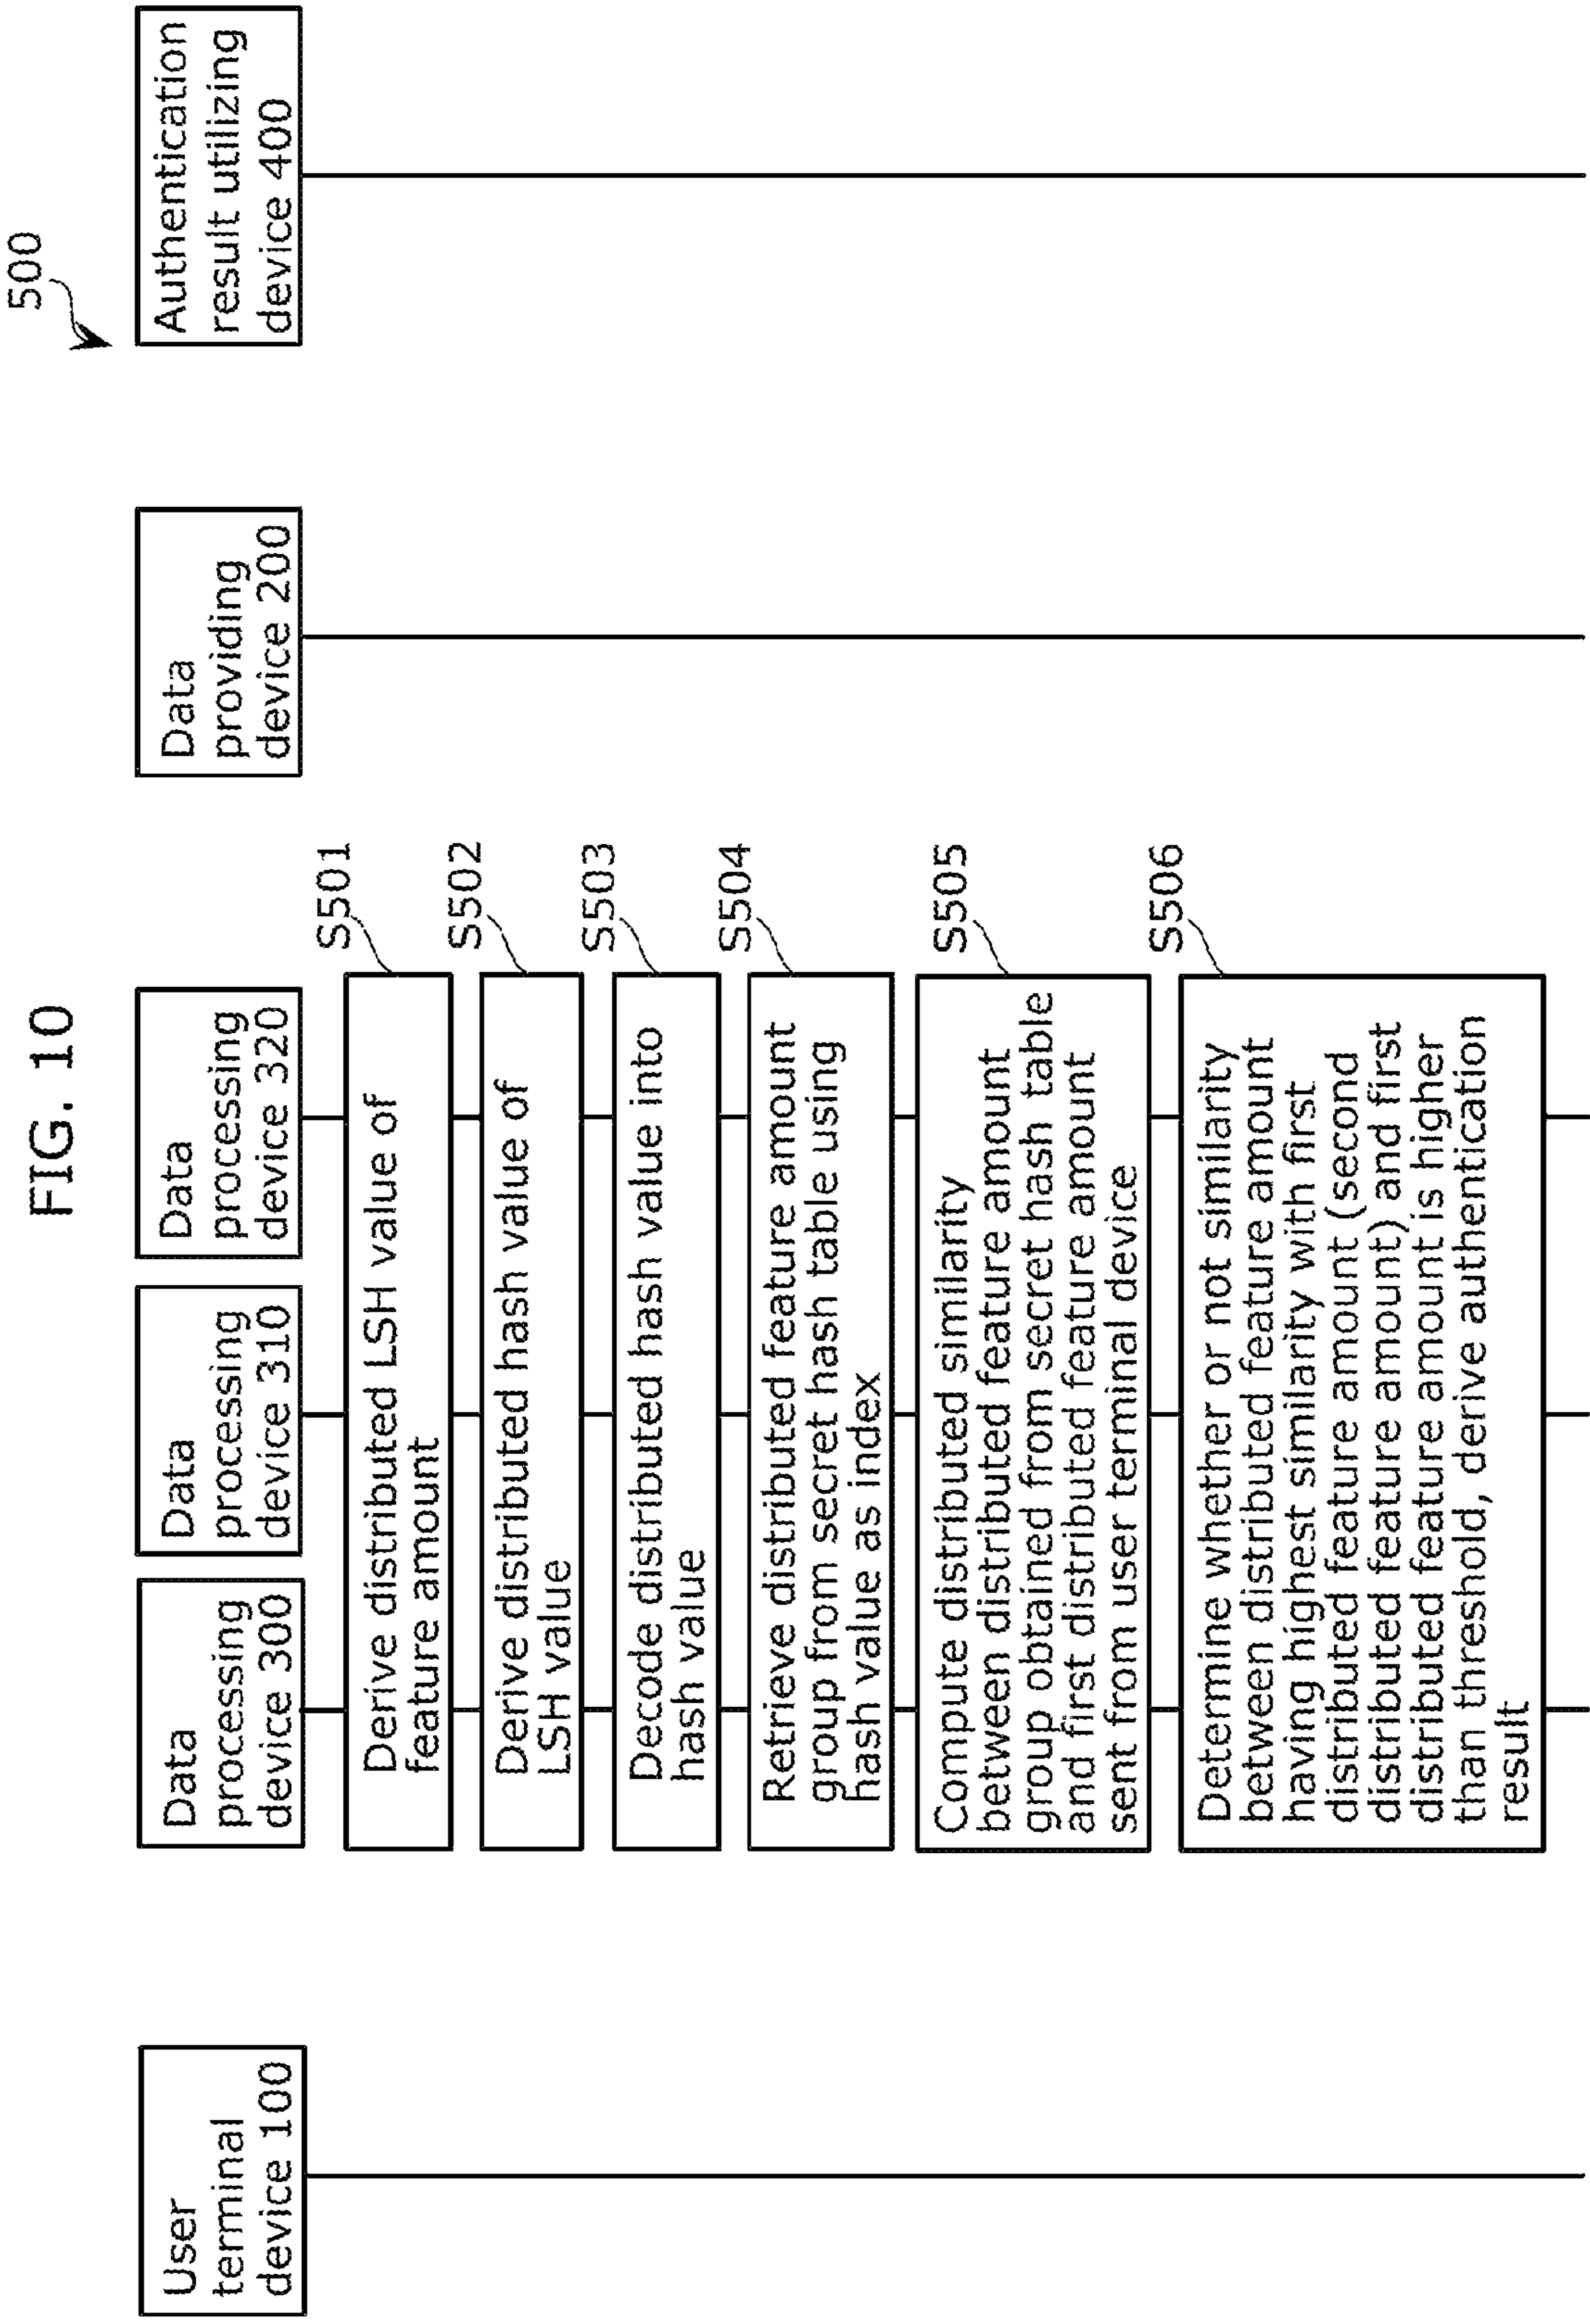 FIG. 10
500
User
terminal
device 100
Data
processing
device 300
Data
processing
device 310
Data
processing
device 320
Data
providing
device 200
Authentication
result utilizing
device 400
S501
Derive distributed LSH value of
feature amount
S502
Derive distributed hash value of
LSH value
S503
Decode distributed hash value into
hash value
S504
Retrieve distributed feature amount
group from secret hash table using
hash value as index
S505
Compute distributed similarity
between distributed feature amount
group obtained from secret hash table
and first distributed feature amount
sent from user terminal device
S506
Determine whether or not similarity
between distributed feature amount
having highest similarity with first
distributed feature amount (second
distributed feature amount) and first
distributed feature amount is higher
than threshold, derive authentication
result